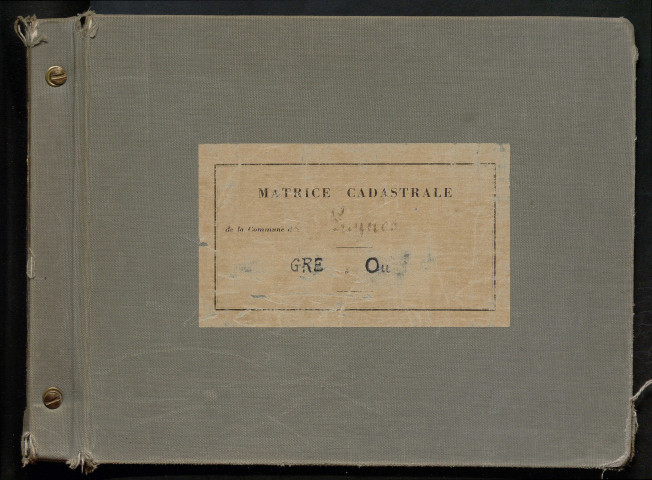 MATRICE CADASTRALE
de la Commune de
GRE à Ou